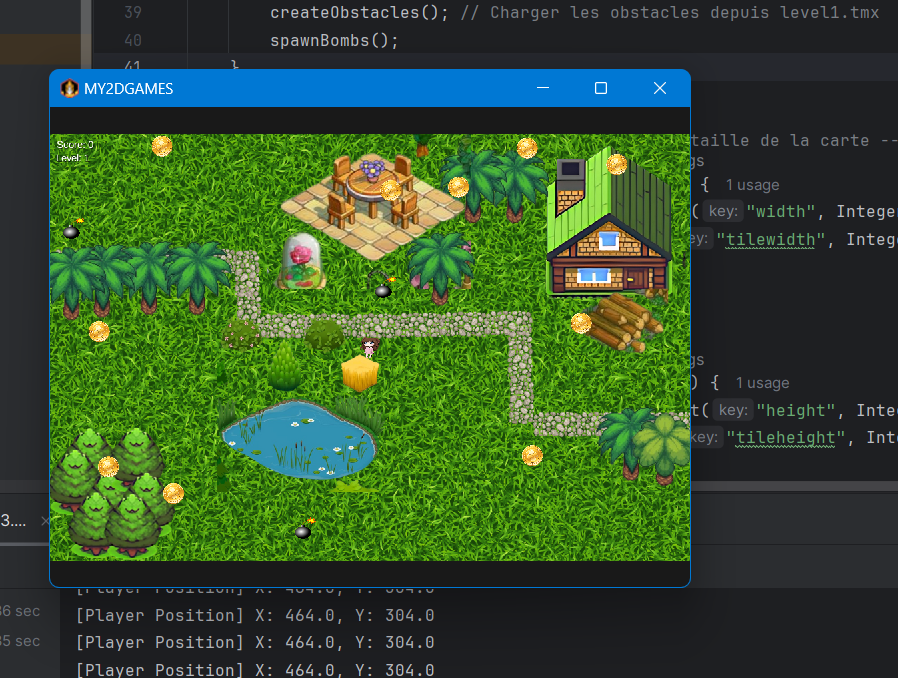 39 createObstacles(); // Charger les obstacles depuis level1.tmx
40 spawnBombs();
41 }
MY2DGAMES
Score: 0
Level: 1
taille de la carte --
gs
{ 1 usage
( key: "width", Integer
ey: "tilewidth", Integ
gs
) { 1 usage
t( key: "height", Inte
key: "tileheight", Int
3.... ×
[Player Position] X: 464.0, Y: 304.0
36 sec
[Player Position] X: 464.0, Y: 304.0
35 sec
[Player Position] X: 464.0, Y: 304.0
[Player Position] X: 464.0, Y: 304.0